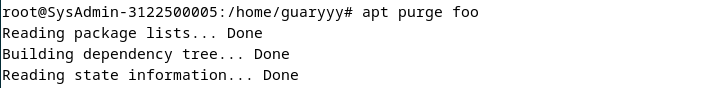 root@SysAdmin-3122500005:/home/guaryyy# apt purge foo
Reading package lists... Done
Building dependency tree... Done
Reading state information... Done